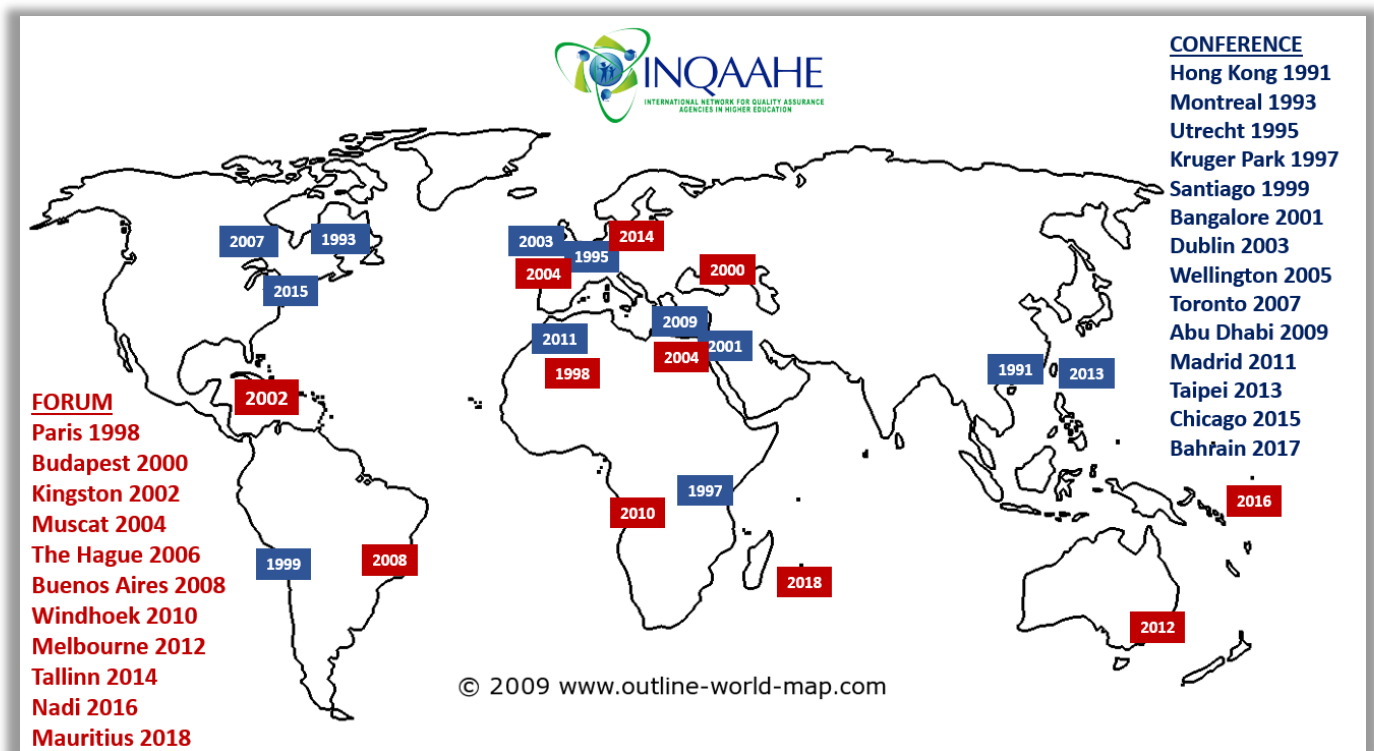 INQAAHE
INTERNATIONAL NETWORK FOR QUALITY ASSURANCE
AGENCIES IN HIGHER EDUCATION
CONFERENCE
Hong Kong 1991
Montreal 1993
Utrecht 1995
Kruger Park 1997
Santiago 1999
Bangalore 2001
Dublin 2003
Wellington 2005
Toronto 2007
Abu Dhabi 2009
Madrid 2011
Taipei 2013
Chicago 2015
Bahrain 2017
2007
1993
2015
2003
1995
2014
2004
2000
2009
2011
2001
2004
1998
1991
2013
2002
1997
2010
2016
1999
2008
2018
2012
FORUM
Paris 1998
Budapest 2000
Kingston 2002
Muscat 2004
The Hague 2006
Buenos Aires 2008
Windhoek 2010
Melbourne 2012
Tallinn 2014
Nadi 2016
Mauritius 2018
© 2009 www.outline-world-map.com